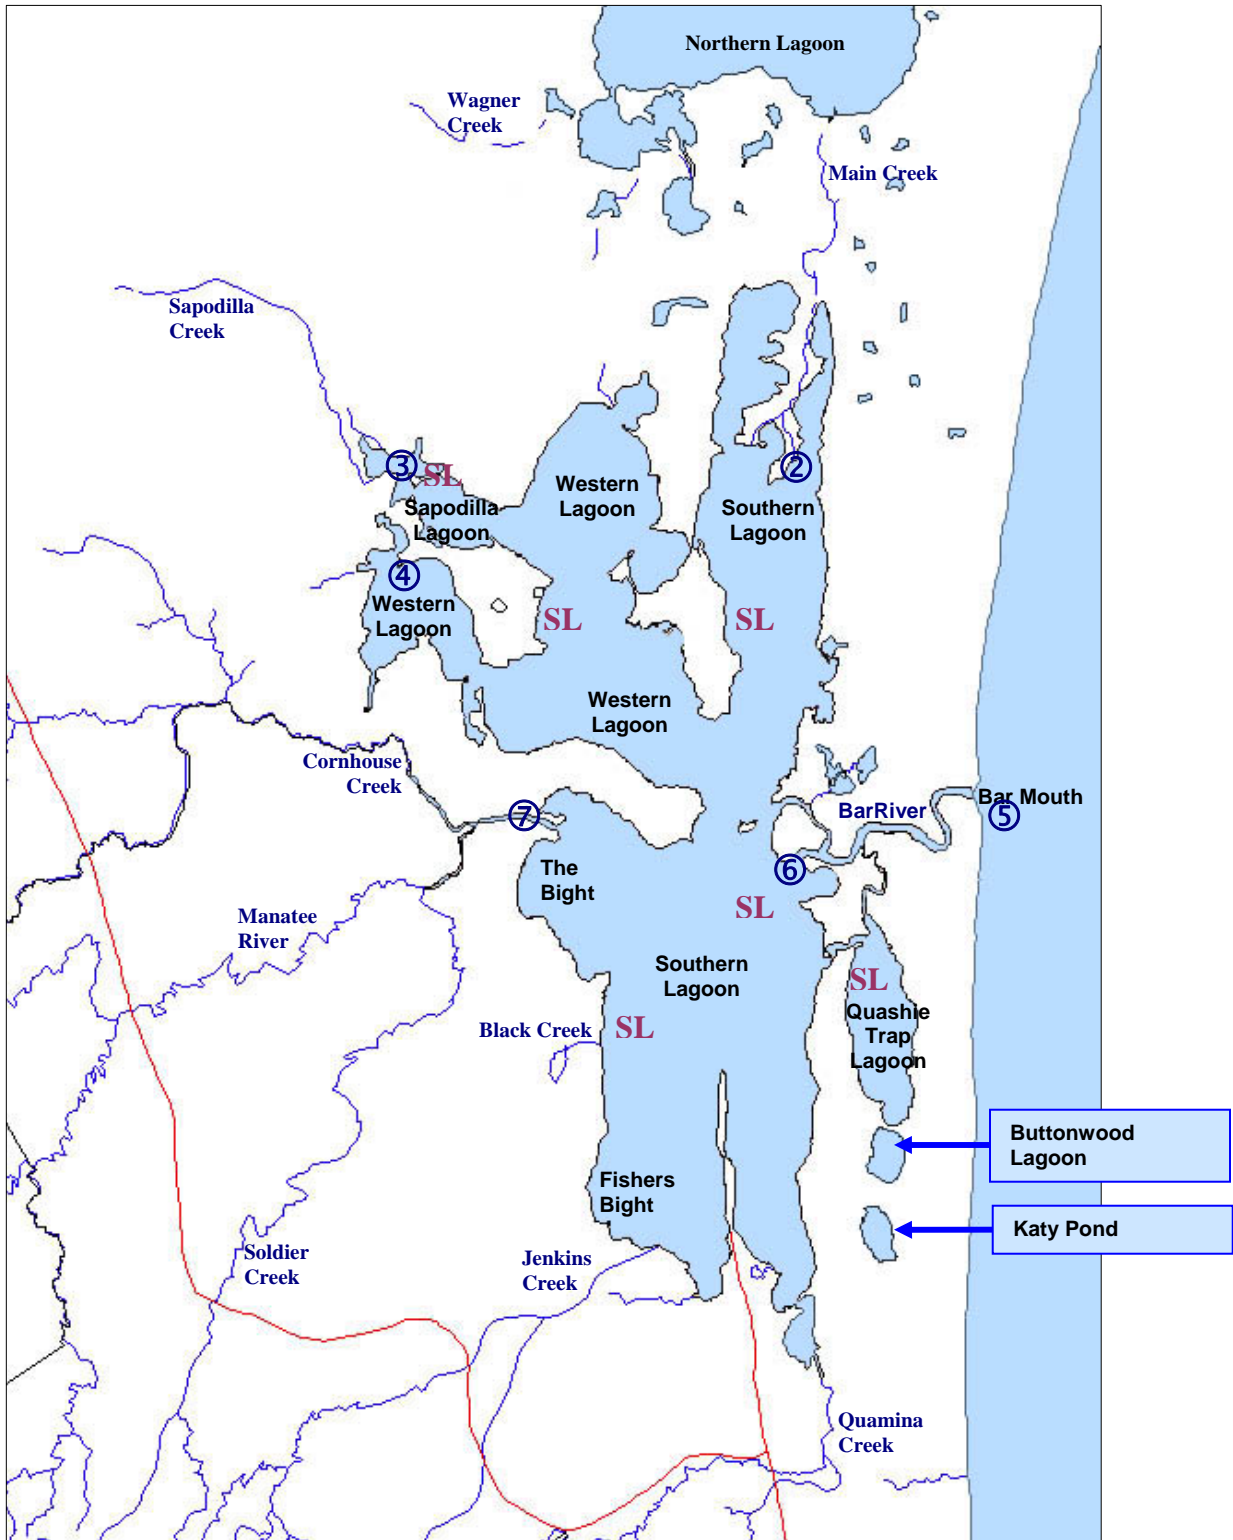 Northern Lagoon
Wagner
Creek
Main Creek
Sapodilla
Creek
③
SL
②
Western
Lagoon
Sapodilla
Lagoon
Southern
Lagoon
④
Western
Lagoon
SL
SL
Western
Lagoon
Cornhouse
Creek
⑦
BarRiver
Bar Mouth
⑤
The
Bight
⑥
SL
Manatee
River
Southern
Lagoon
SL
Quashie
Trap
Lagoon
Black Creek
SL
Buttonwood
Lagoon
Fishers
Bight
Katy Pond
Soldier
Creek
Jenkins
Creek
Quamina
Creek